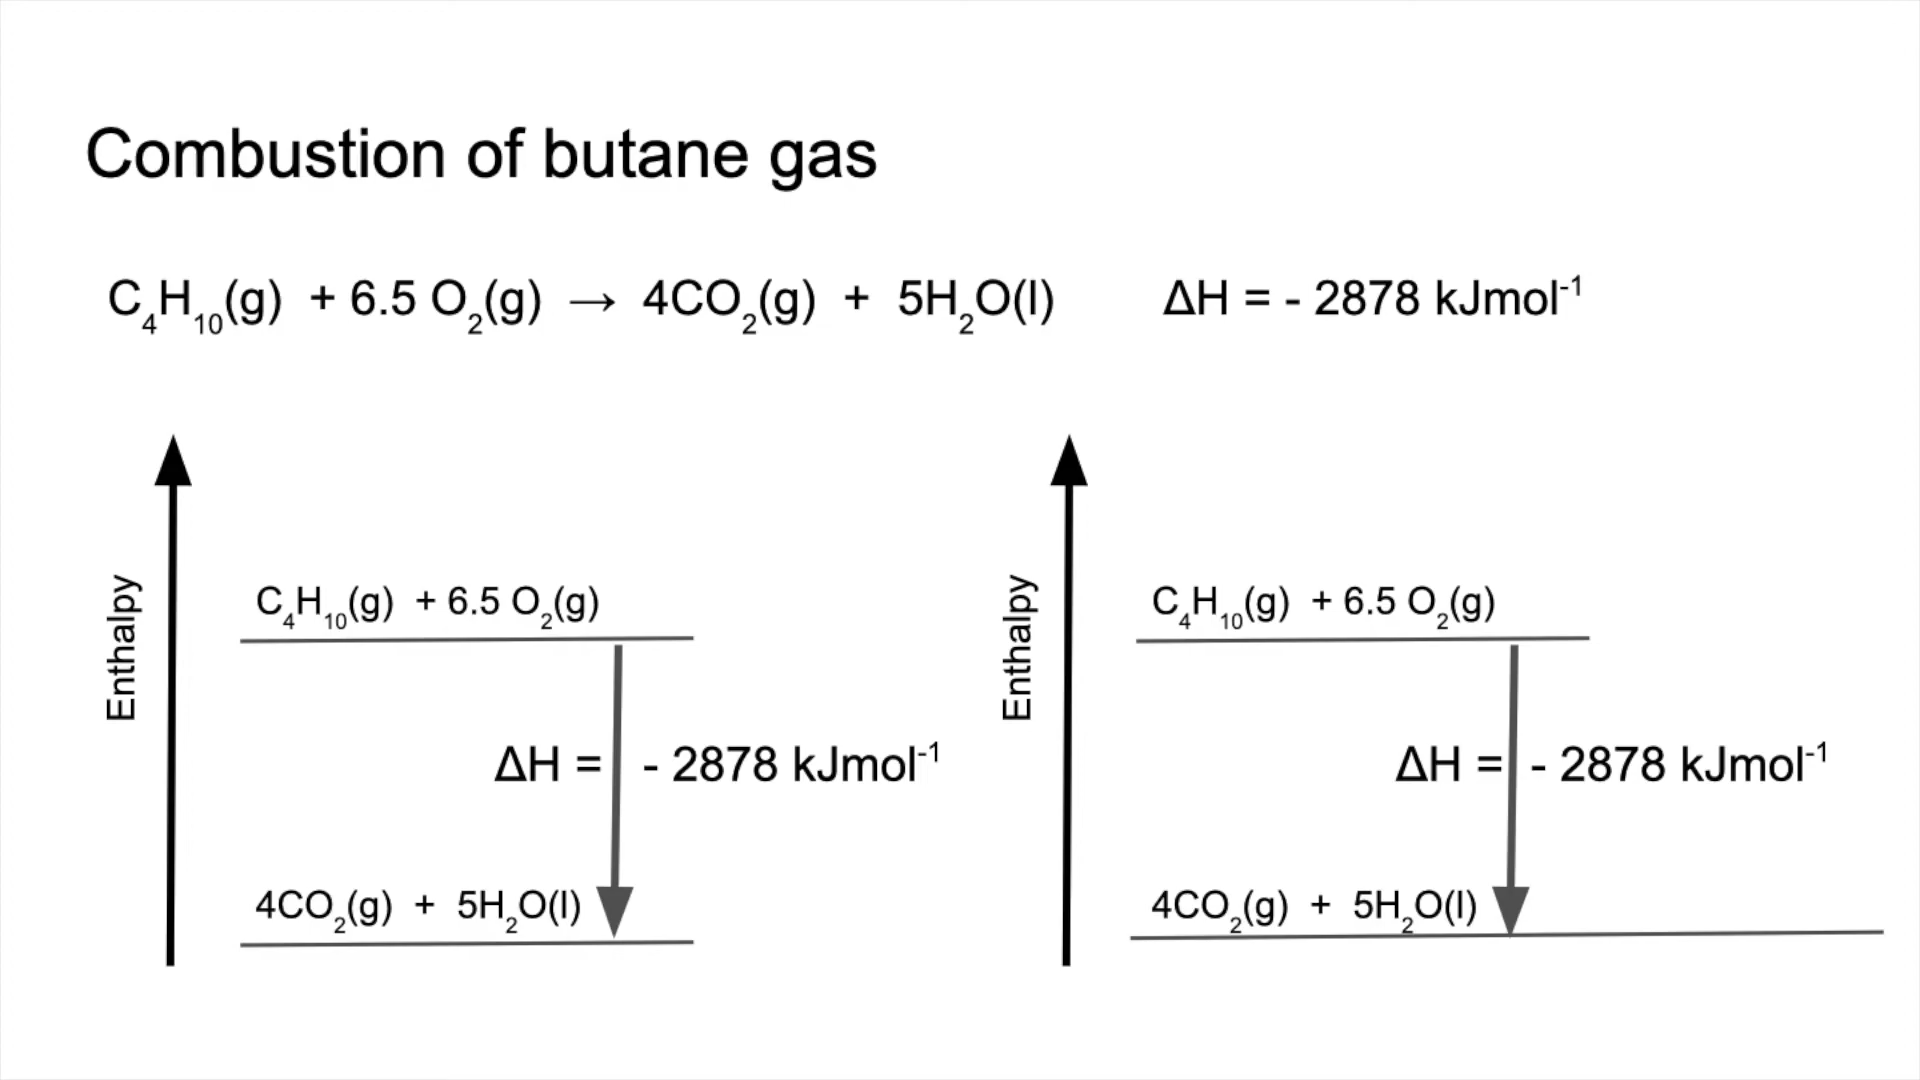 Combustion of butane gas
C₄H₁₀(g) + 6.5 O₂(g) → 4CO₂(g) + 5H₂O(l) ΔH = - 2878 kJmol⁻¹
Enthalpy
C₄H₁₀(g) + 6.5 O₂(g)
ΔH = - 2878 kJmol⁻¹
4CO₂(g) + 5H₂O(l)
Enthalpy
C₄H₁₀(g) + 6.5 O₂(g)
ΔH = - 2878 kJmol⁻¹
4CO₂(g) + 5H₂O(l)